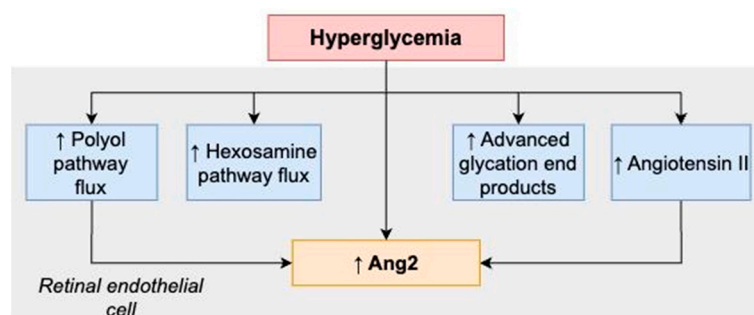 Hyperglycemia
↑ Polyol
pathway
flux
↑ Hexosamine
pathway flux
↑ Advanced
glycation end
products
↑ Angiotensin II
↑ Ang2
Retinal endothelial
cell